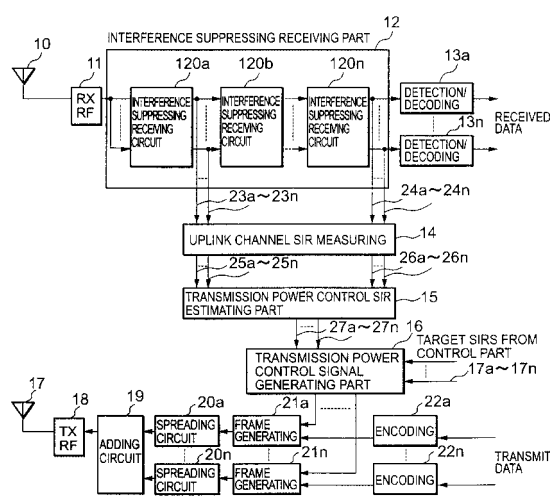 INTERFERENCE SUPPRESSING RECEIVING PART
12
10
11
120a
120b
120n
13a
RX
RF
INTERFERENCE
SUPPRESSING
RECEIVING
CIRCUIT
INTERFERENCE
SUPPRESSING
RECEIVING
CIRCUIT
INTERFERENCE
SUPPRESSING
RECEIVING
CIRCUIT
DETECTION/
DECODING
13n
RECEIVED
DATA
DETECTION/
DECODING
23a~23n
24a~24n
UPLINK CHANNEL SIR MEASURING
14
25a~25n
26a~26n
TRANSMISSION POWER CONTROL SIR
ESTIMATING PART
15
27a~27n
16
TARGET SIRS FROM
CONTROL PART
TRANSMISSION POWER
CONTROL SIGNAL
GENERATING PART
17a~17n
17
18
19
20a
21a
22a
TX
RF
ADDING
CIRCUIT
SPREADING
CIRCUIT
FRAME
GENERATING
ENCODING
20n
21n
22n
TRANSMIT
DATA
SPREADING
CIRCUIT
FRAME
GENERATING
ENCODING